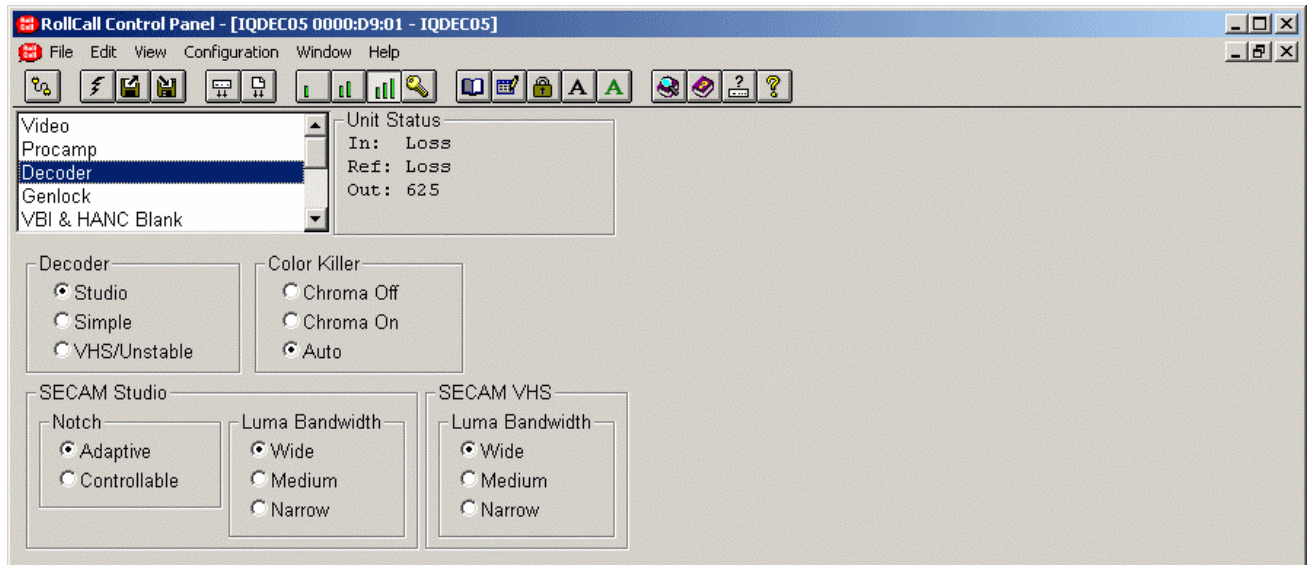 RollCall Control Panel - [IQDEC05 0000:D9:01 - IQDEC05]
File Edit View Configuration Window Help
A A
Video
Procamp
Decoder
Genlock
VBI & HANC Blank
Unit Status
In: Loss
Ref: Loss
Out: 625
Decoder
Studio
Simple
VHS/Unstable
Color Killer
Chroma Off
Chroma On
Auto
SECAM Studio
Notch
Adaptive
Controllable
Luma Bandwidth
Wide
Medium
Narrow
SECAM VHS
Luma Bandwidth
Wide
Medium
Narrow